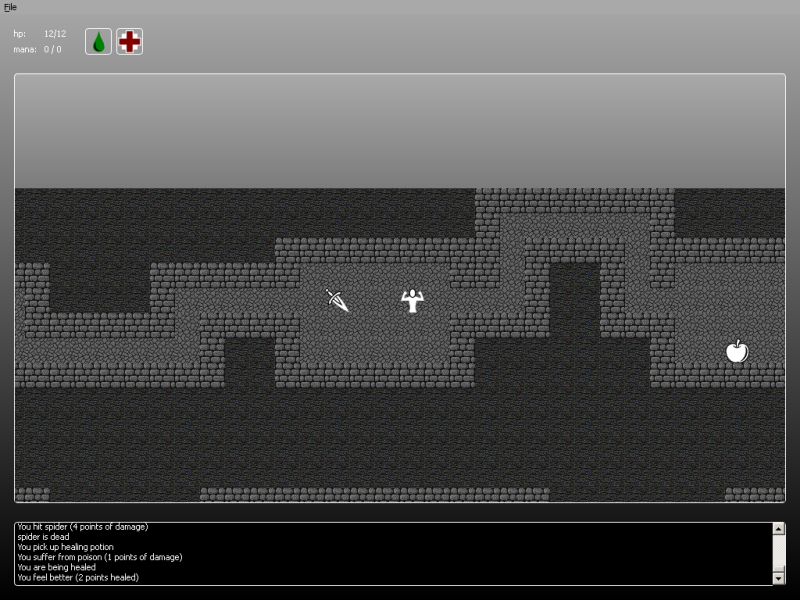 File
hp: 12/12
mana: 0 / 0
You hit spider (4 points of damage)
spider is dead
You pick up healing potion
You suffer from poison (1 points of damage)
You are being healed
You feel better (2 points healed)